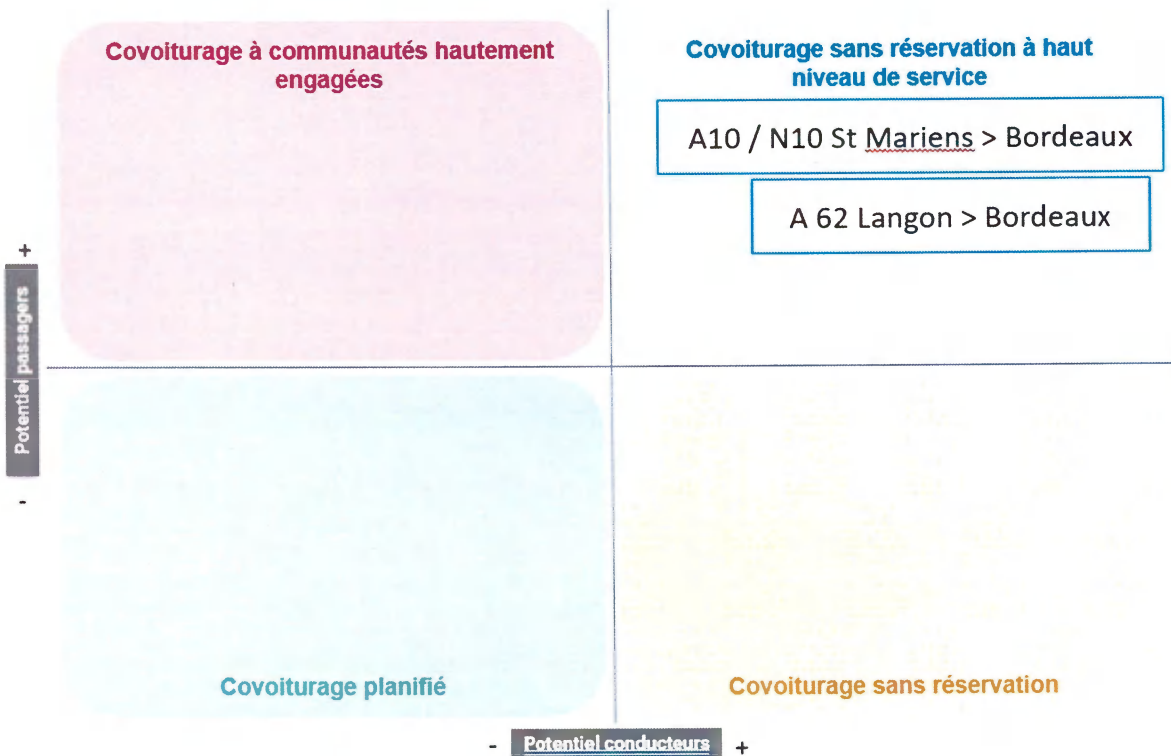 Covoiturage à communautés hautement
engagées
Covoiturage sans réservation à haut
niveau de service
A10 / N10 St Mariens > Bordeaux
A 62 Langon > Bordeaux
+
Potentiel passagers
-
Covoiturage planifié
Covoiturage sans réservation
- Potentiel conducteurs +